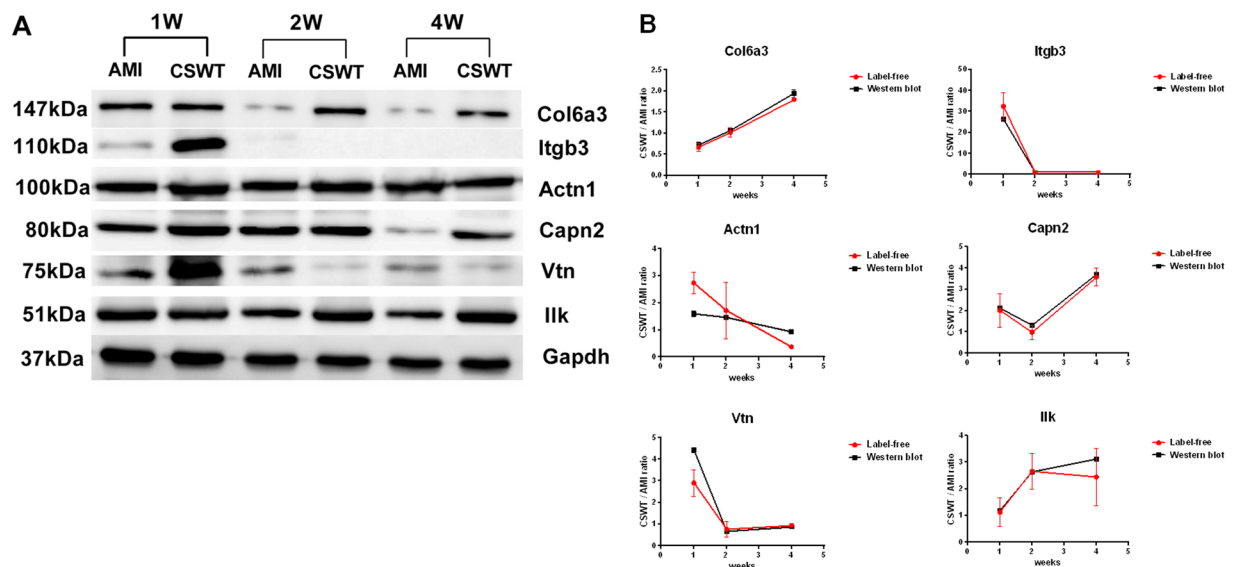 A
1W 2W 4W
AMI CSWT AMI CSWT AMI CSWT
147kDa Col6a3
110kDa Itgb3
100kDa Actn1
80kDa Capn2
75kDa Vtn
51kDa Ilk
37kDa Gapdh
B
Col6a3
CSWT / AMI ratio
2.5
2.0
1.5
1.0
0.5
0.0
0 1 2 3 4 5
weeks
Label-free
Western blot
Itgb3
CSWT / AMI ratio
50
40
30
20
10
0
0 1 2 3 4 5
weeks
Label-free
Western blot
Actn1
CSWT / AMI ratio
4
3
2
1
0
0 1 2 3 4 5
weeks
Label-free
Western blot
Capn2
CSWT / AMI ratio
5
4
3
2
1
0
0 1 2 3 4 5
weeks
Label-free
Western blot
Vtn
CSWT / AMI ratio
5
4
3
2
1
0
0 1 2 3 4 5
weeks
Label-free
Western blot
Ilk
CSWT / AMI ratio
4
3
2
1
0
0 1 2 3 4 5
weeks
Label-free
Western blot